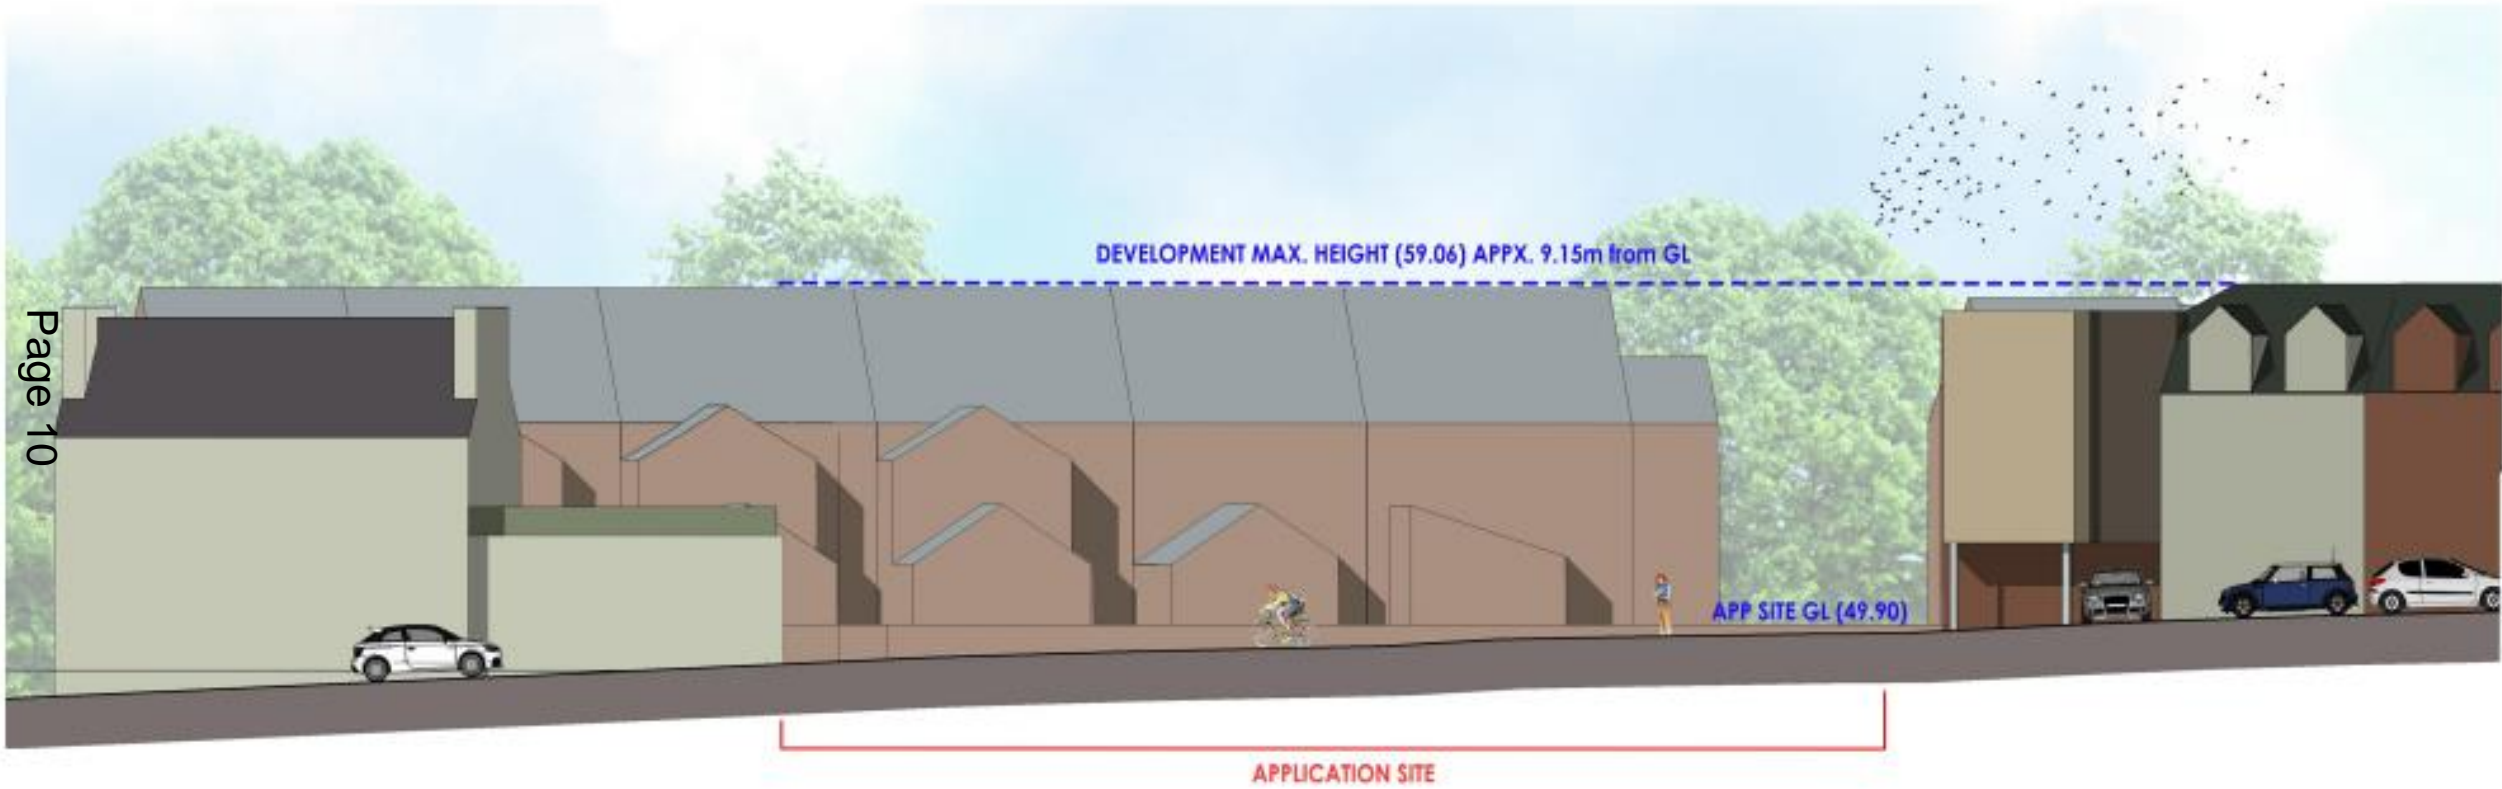 DEVELOPMENT MAX. HEIGHT (59.06) APPX. 9.15m from GL
Page 10
APP SITE GL (49.90)
APPLICATION SITE